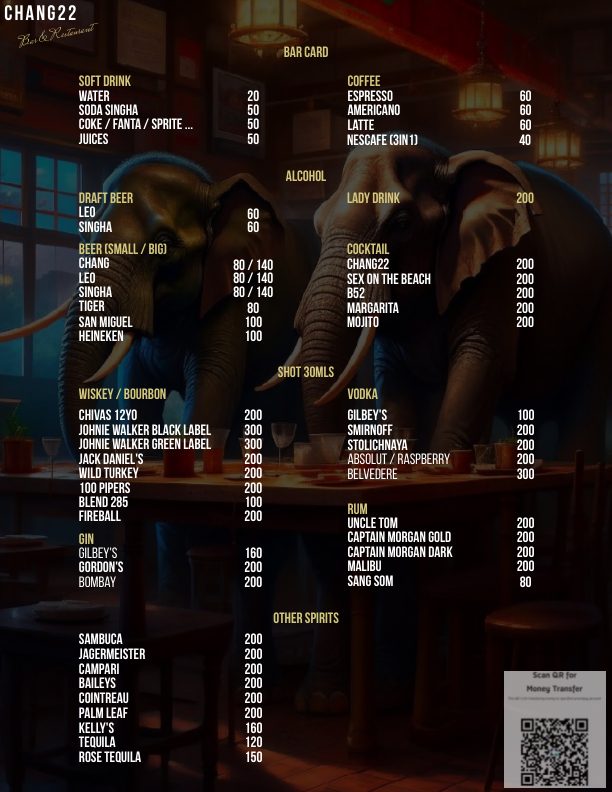 CHANG22
Bar & Restaurant
BAR CARD
SOFT DRINK
WATER 20
SODA SINGHA 50
COKE / FANTA / SPRITE ... 50
JUICES 50
COFFEE
ESPRESSO 60
AMERICANO 60
LATTE 60
NESCAFE (3IN1) 40
ALCOHOL
DRAFT BEER
LEO 60
SINGHA 60
BEER (SMALL / BIG)
CHANG 80 / 140
LEO 80 / 140
SINGHA 80 / 140
TIGER 80
SAN MIGUEL 100
HEINEKEN 100
LADY DRINK 200
COCKTAIL
CHANG22 200
SEX ON THE BEACH 200
B52 200
MARGARITA 200
MOJITO 200
SHOT 30MLS
WISKEY / BOURBON
CHIVAS 12YO 200
JOHNIE WALKER BLACK LABEL 300
JOHNIE WALKER GREEN LABEL 300
JACK DANIEL'S 200
WILD TURKEY 200
100 PIPERS 200
BLEND 285 100
FIREBALL 200
GIN
GILBEY'S 160
GORDON'S 200
BOMBAY 200
VODKA
GILBEY'S 100
SMIRNOFF 200
STOLICHNAYA 200
ABSOLUT / RASPBERRY 200
BELVEDERE 300
RUM
UNCLE TOM 200
CAPTAIN MORGAN GOLD 200
CAPTAIN MORGAN DARK 200
MALIBU 200
SANG SOM 80
OTHER SPIRITS
SAMBUCA 200
JAGERMEISTER 200
CAMPARI 200
BAILEYS 200
COINTREAU 200
PALM LEAF 200
KELLY'S 160
TEQUILA 120
ROSE TEQUILA 150
Scan QR for
Money Transfer